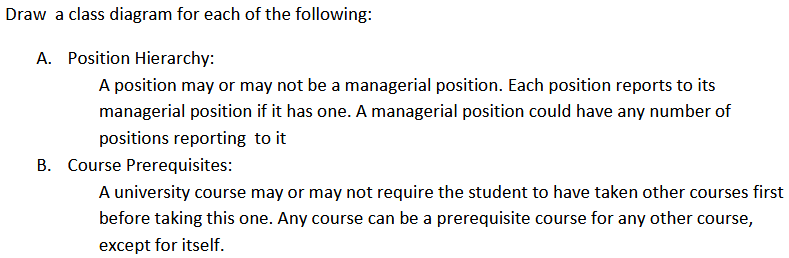 Draw a class diagram for each of the following:
A. Position Hierarchy:
A position may or may not be a managerial position. Each position reports to its
managerial position if it has one. A managerial position could have any number of
positions reporting to it
B. Course Prerequisites:
A university course may or may not require the student to have taken other courses first
before taking this one. Any course can be a prerequisite course for any other course,
except for itself.